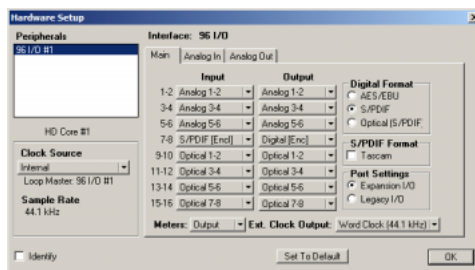 Hardware Setup
Peripherals
96 I/O #1
HD Core #1
Clock Source
Internal
Loop Master: 96 I/O #1
Sample Rate
44.1 kHz
Identify
Interface: 96 I/O
Main Analog In Analog Out
Input Output
1-2 Analog 1-2 Analog 1-2
3-4 Analog 3-4 Analog 3-4
5-6 Analog 5-6 Analog 5-6
7-8 S/PDIF [Encl] Digital [Enc]
9-10 Optical 1-2 Optical 1-2
11-12 Optical 3-4 Optical 3-4
13-14 Optical 5-6 Optical 5-6
15-16 Optical 7-8 Optical 7-8
Digital Format
AES/EBU
S/PDIF
Optical (S/PDIF)
S/PDIF Format
Tascam
Port Settings
Expansion I/O
Legacy I/O
Meters: Output Ext. Clock Output: Word Clock (44.1 kHz)
Set To Default
OK